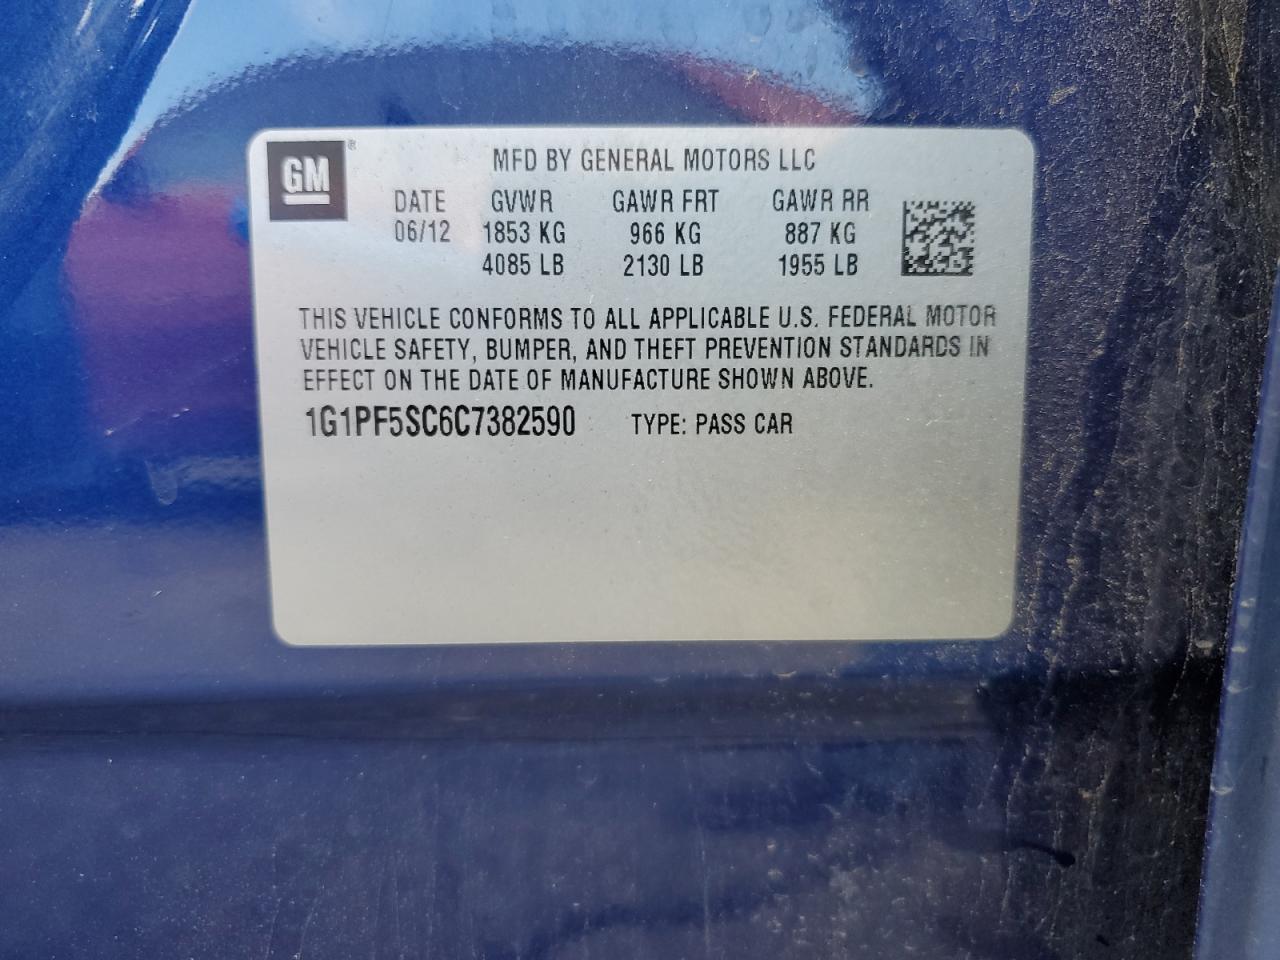 GM®
MFD BY GENERAL MOTORS LLC
DATE GVWR GAWR FRT GAWR RR
06/12 1853 KG 966 KG 887 KG
4085 LB 2130 LB 1955 LB
THIS VEHICLE CONFORMS TO ALL APPLICABLE U.S. FEDERAL MOTOR
VEHICLE SAFETY, BUMPER, AND THEFT PREVENTION STANDARDS IN
EFFECT ON THE DATE OF MANUFACTURE SHOWN ABOVE.
1G1PF5SC6C7382590 TYPE: PASS CAR